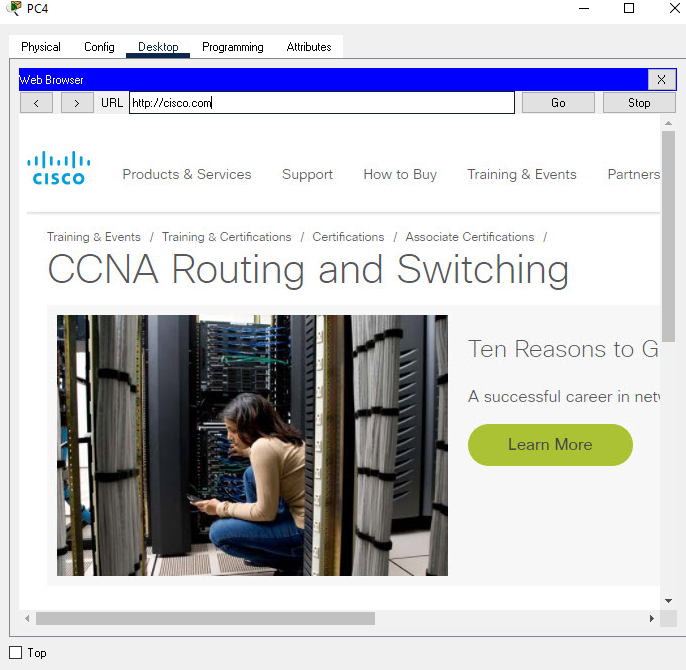 PC4
Physical Config Desktop Programming Attributes
Web Browser X
< > URL http://cisco.com Go Stop
CISCO
Products & Services Support How to Buy Training & Events Partners
Training & Events / Training & Certifications / Certifications / Associate Certifications /
CCNA Routing and Switching
Ten Reasons to G
A successful career in netw
Learn More
Top